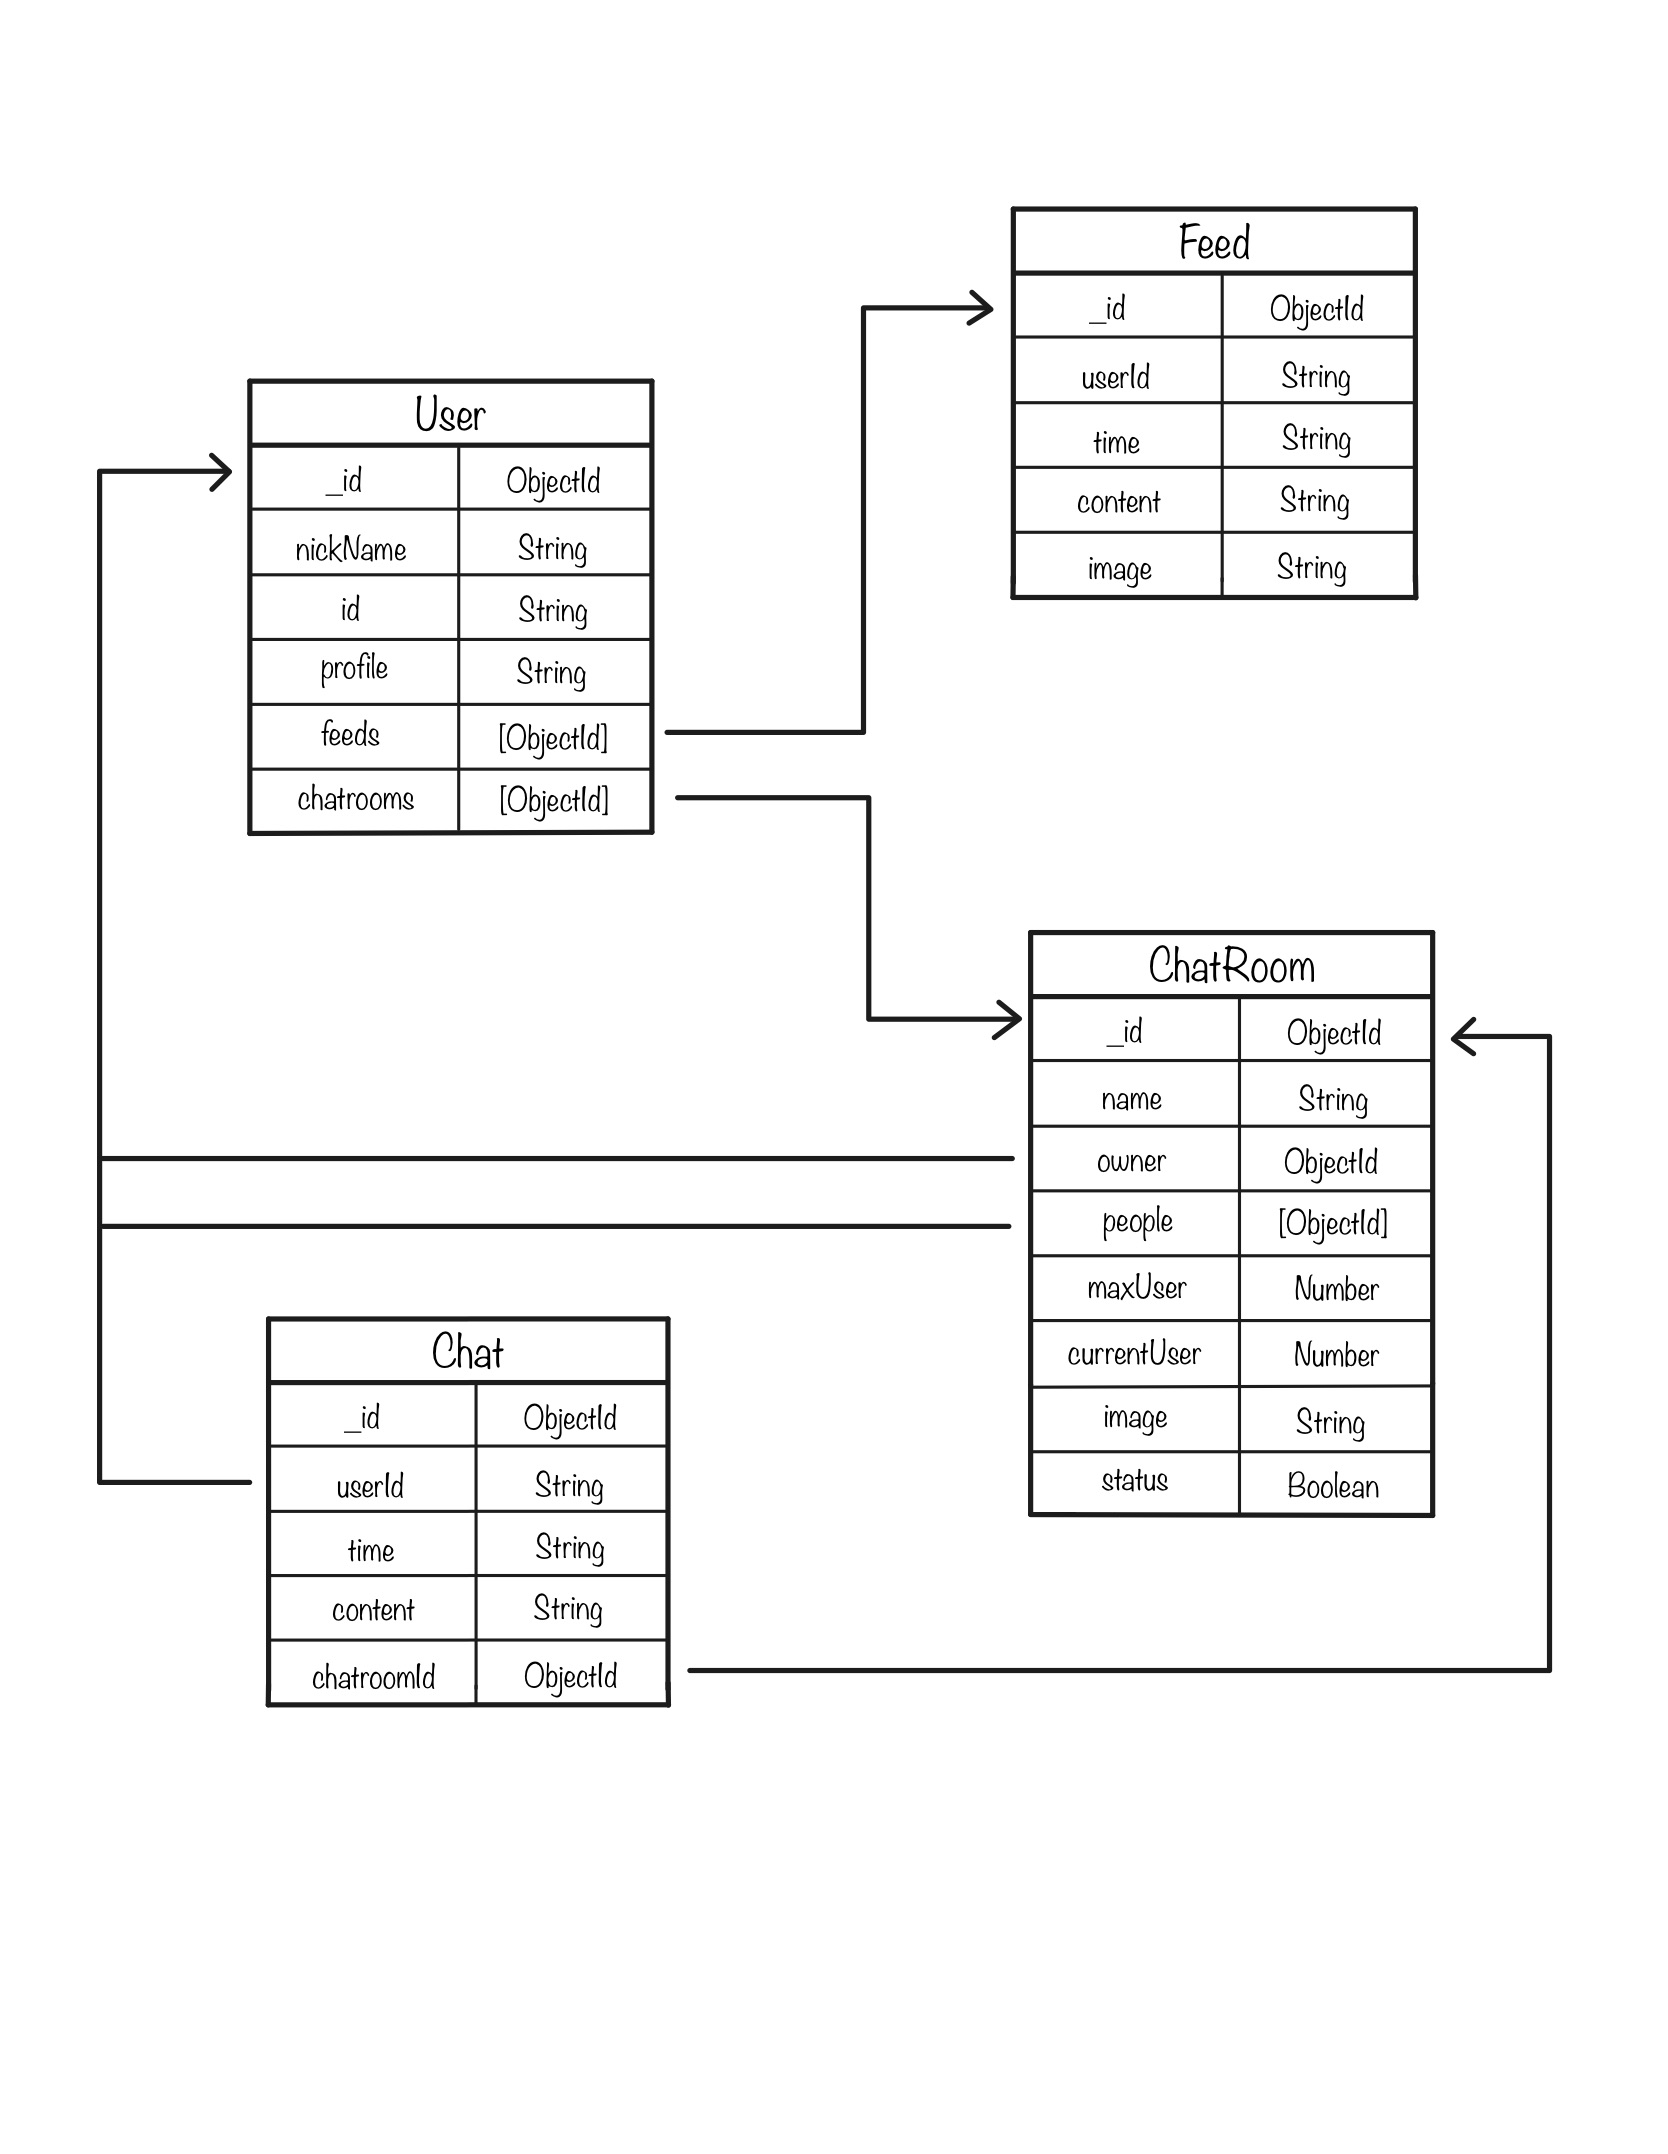 Feed
_id ObjectId
userId String
time String
content String
image String
User
_id ObjectId
nickName String
id String
profile String
feeds [ObjectId]
chatrooms [ObjectId]
ChatRoom
_id ObjectId
name String
owner ObjectId
people [ObjectId]
maxUser Number
currentUser Number
image String
status Boolean
Chat
_id ObjectId
userId String
time String
content String
chatroomId ObjectId